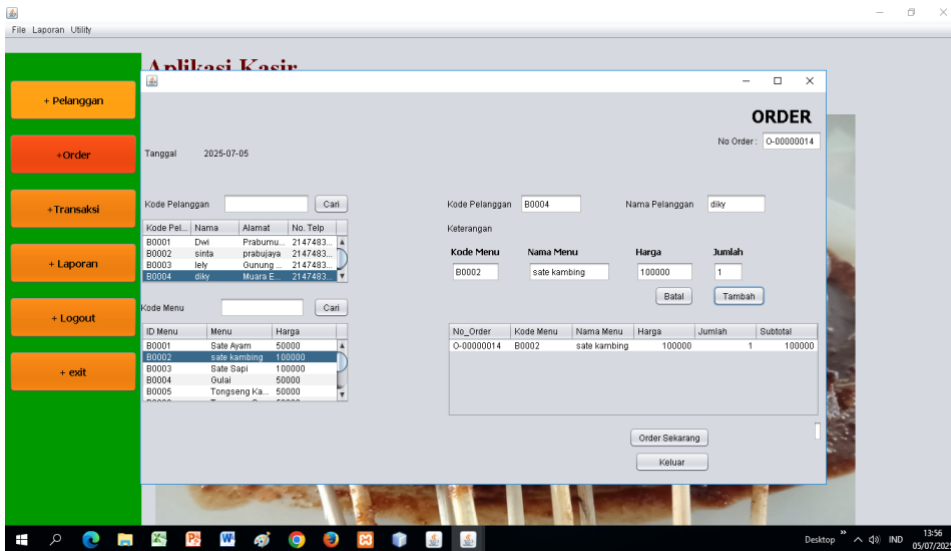 File Laporan Utility
Aplikasi Kasir
+ Pelanggan
+Order
+Transaksi
+ Laporan
+ Logout
+ exit
ORDER
No Order : O-00000014
Tanggal 2025-07-05
Kode Pelanggan Cari
Kode Pel... Nama Alamat No. Telp
B0001 Dwi Prabumu... 2147483...
B0002 sinta prabujaya 2147483...
B0003 lely Gunung ... 2147483...
B0004 diky Muara E... 2147483...
Kode Menu Cari
ID Menu Menu Harga
B0001 Sate Ayam 50000
B0002 sate kambing 100000
B0003 Sate Sapi 100000
B0004 Gulai 50000
B0005 Tongseng Ka... 50000
Kode Pelanggan B0004 Nama Pelanggan diky
Keterangan
Kode Menu Nama Menu Harga Jumlah
B0002 sate kambing 100000 1
Batal Tambah
No_Order Kode Menu Nama Menu Harga Jumlah Subtotal
O-00000014 B0002 sate kambing 100000 1 100000
Order Sekarang
Keluar
Desktop IND 13:56
05/07/202